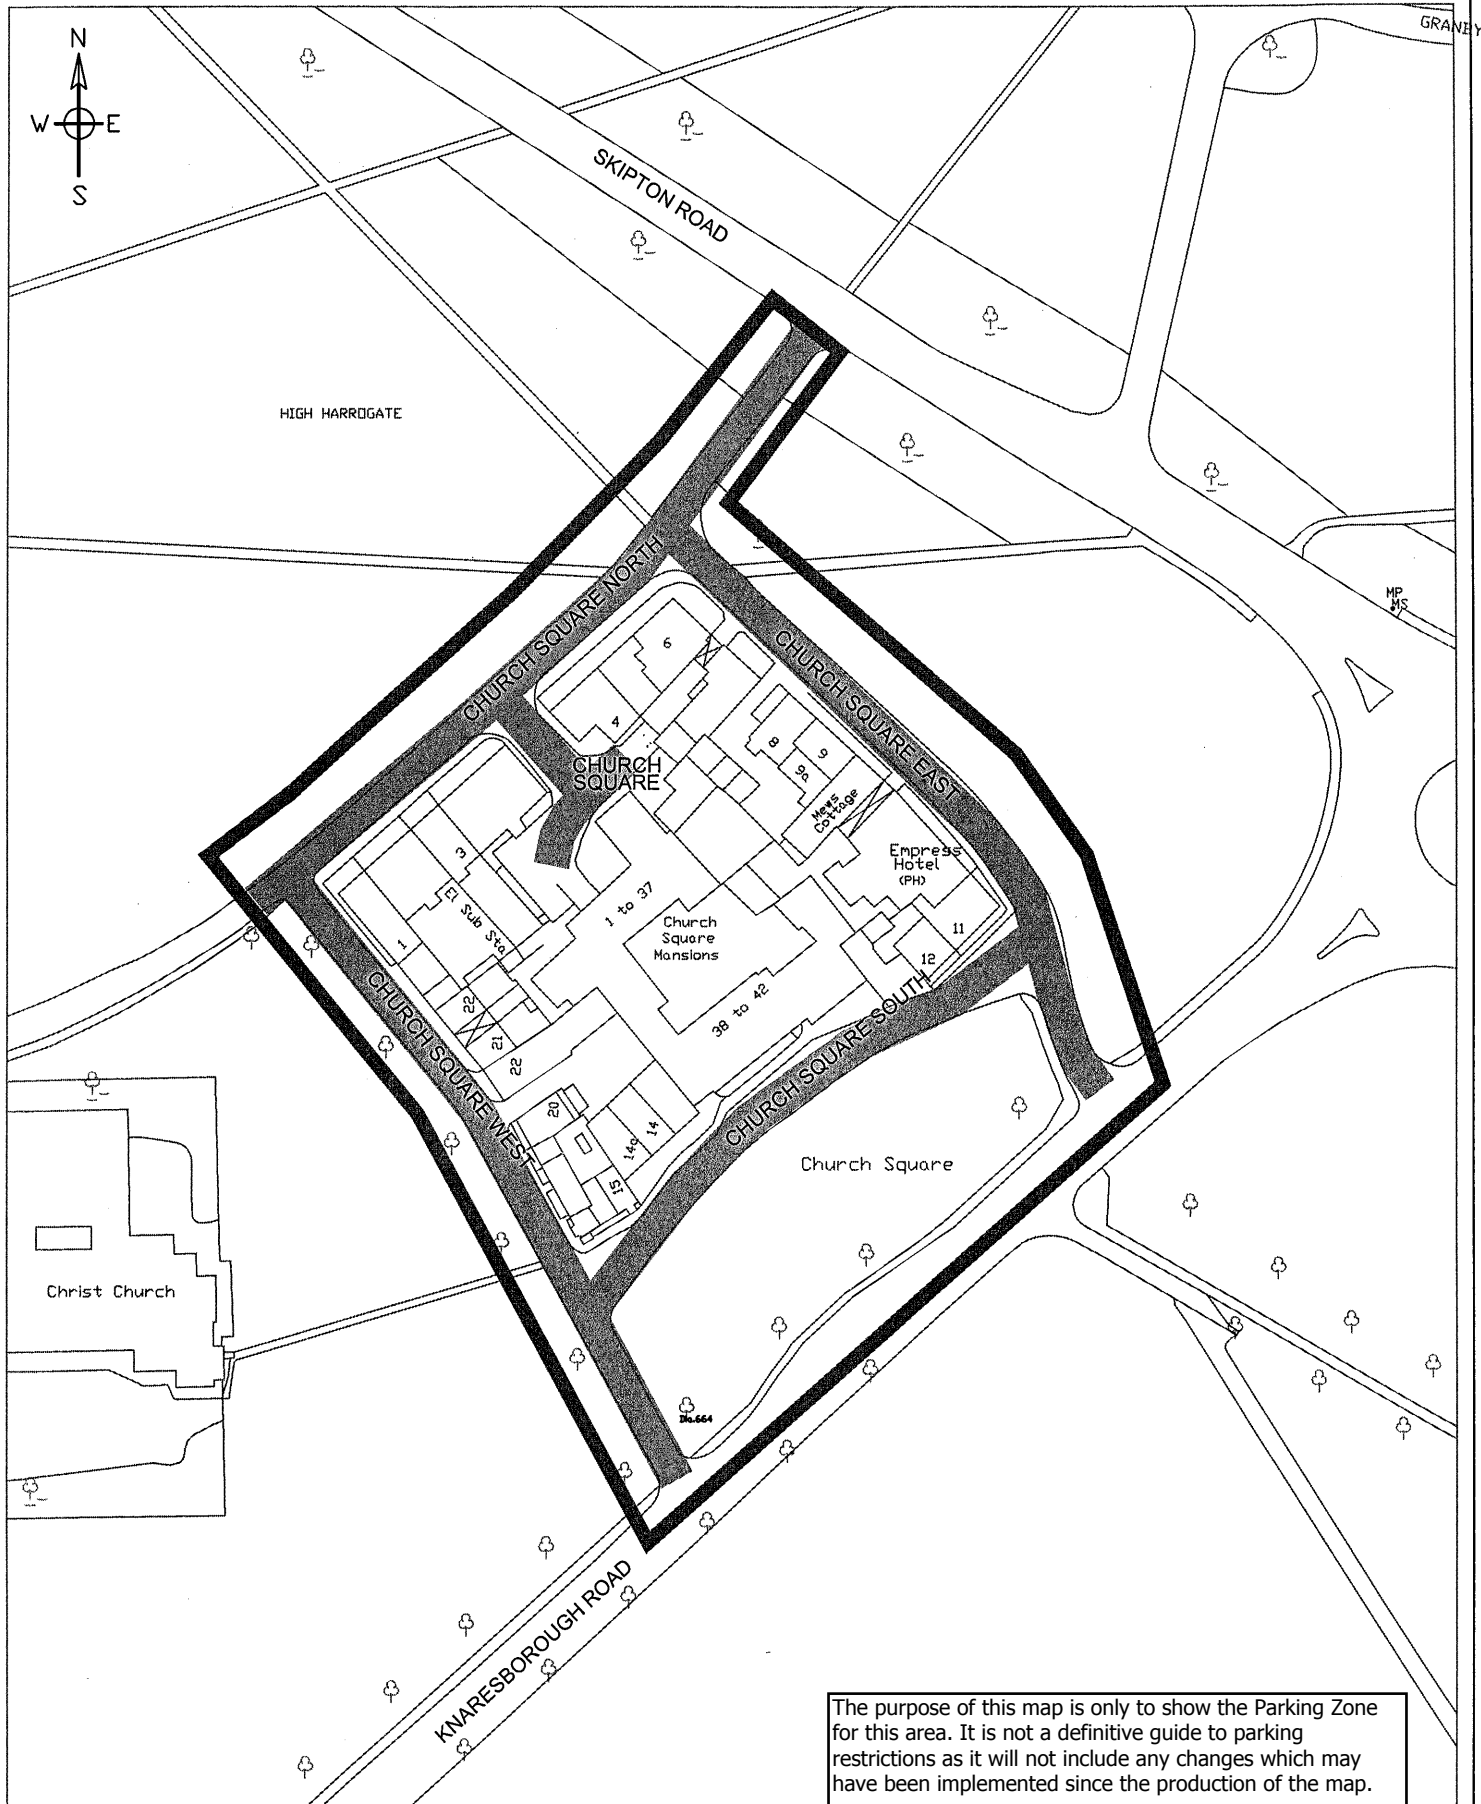 GRANBY
N
W E
S
SKIPTON ROAD
HIGH HARROGATE
MP
MS
CHURCH SQUARE NORTH
6
CHURCH SQUARE EAST
4
8
9
9a
CHURCH
SQUARE
Mews
Cottage
3
Empress
Hotel
(PH)
El Sub Sta
1 to 37
Church
Square
Mansions
11
1
12
22
38 to 42
CHURCH SQUARE WEST
21
22
CHURCH SQUARE SOUTH
20
14
14a
15
Church Square
Christ Church
KNARESBOROUGH ROAD
The purpose of this map is only to show the Parking Zone
for this area. It is not a definitive guide to parking
restrictions as it will not include any changes which may
have been implemented since the production of the map.